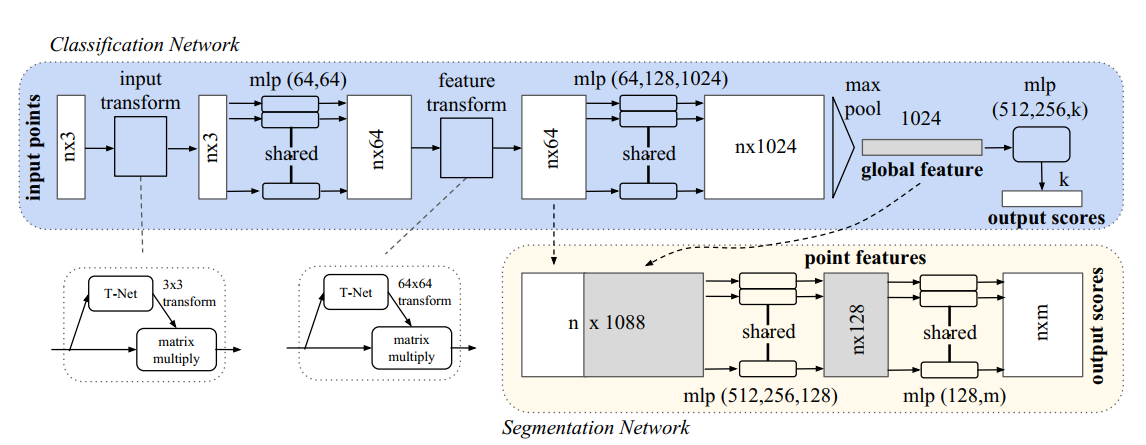 Classification Network
input points
nx3
input
transform
nx3
mlp (64,64)
shared
nx64
feature
transform
nx64
mlp (64,128,1024)
shared
nx1024
max
pool
1024
global feature
mlp
(512,256,k)
k
output scores
T-Net
3x3
transform
matrix
multiply
T-Net
64x64
transform
matrix
multiply
point features
n x 1088
shared
mlp (512,256,128)
nx128
shared
mlp (128,m)
nxm
output scores
Segmentation Network